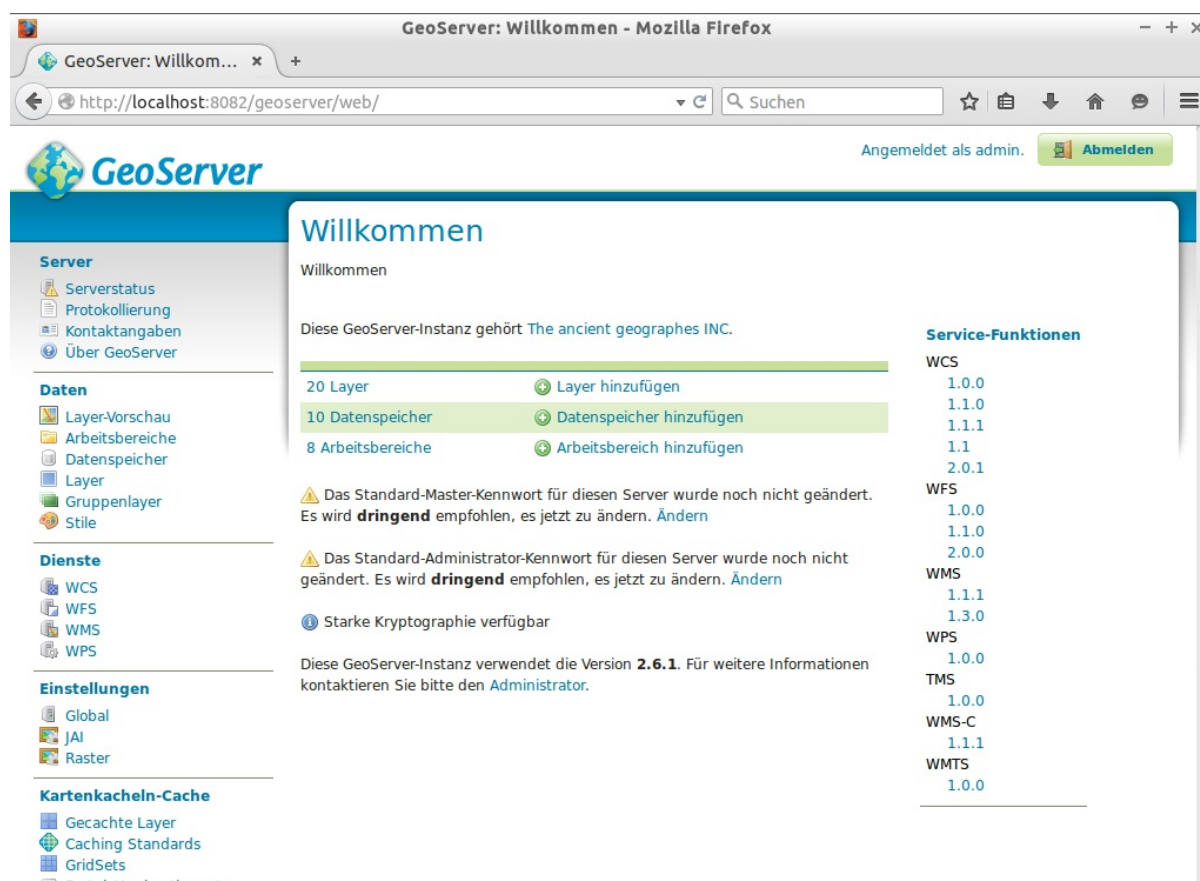 GeoServer: Willkommen - Mozilla Firefox
GeoServer: Willkom...
http://localhost:8082/geoserver/web/
Suchen
GeoServer
Angemeldet als admin.
Abmelden
Server
Serverstatus
Protokollierung
Kontaktangaben
Über GeoServer
Daten
Layer-Vorschau
Arbeitsbereiche
Datenspeicher
Layer
Gruppenlayer
Stile
Dienste
WCS
WFS
WMS
WPS
Einstellungen
Global
JAI
Raster
Kartenkacheln-Cache
Gecachte Layer
Caching Standards
GridSets
Willkommen
Willkommen
Diese GeoServer-Instanz gehört The ancient geographes INC.
20 Layer Layer hinzufügen
10 Datenspeicher Datenspeicher hinzufügen
8 Arbeitsbereiche Arbeitsbereich hinzufügen
Das Standard-Master-Kennwort für diesen Server wurde noch nicht geändert.
Es wird dringend empfohlen, es jetzt zu ändern. Ändern
Das Standard-Administrator-Kennwort für diesen Server wurde noch nicht
geändert. Es wird dringend empfohlen, es jetzt zu ändern. Ändern
Starke Kryptographie verfügbar
Diese GeoServer-Instanz verwendet die Version 2.6.1. Für weitere Informationen
kontaktieren Sie bitte den Administrator.
Service-Funktionen
WCS
1.0.0
1.1.0
1.1.1
1.1
2.0.1
WFS
1.0.0
1.1.0
2.0.0
WMS
1.1.1
1.3.0
WPS
1.0.0
TMS
1.0.0
WMS-C
1.1.1
WMTS
1.0.0